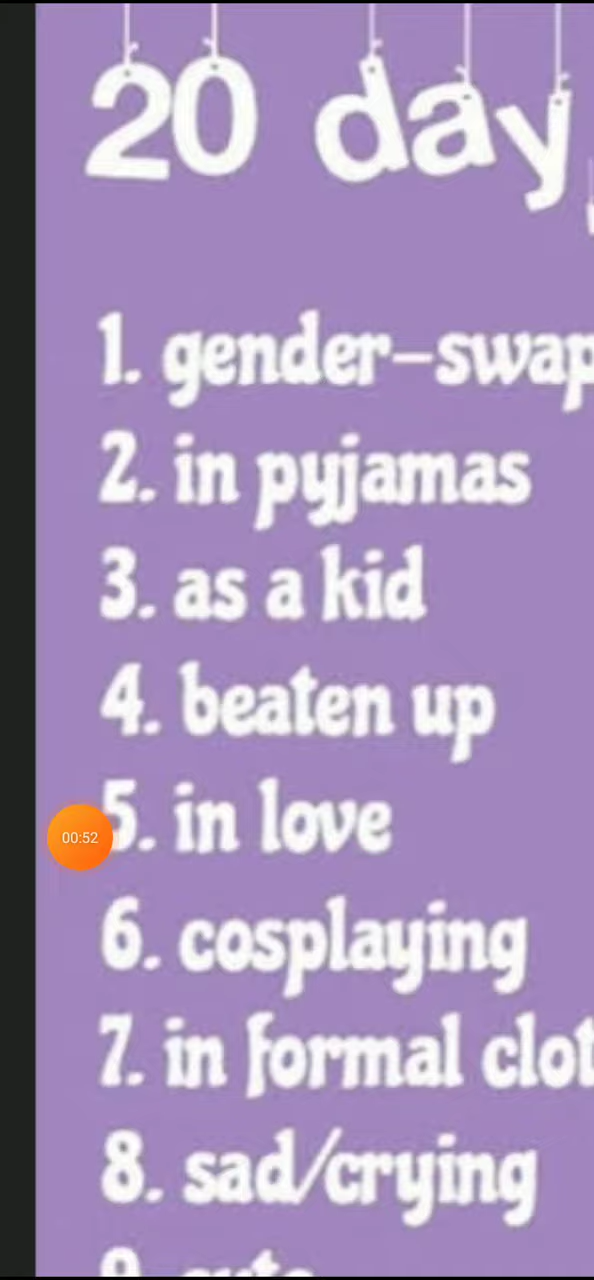 20 day
1. gender-swap
2. in pyjamas
3. as a kid
4. beaten up
5. in love
00:52
6. cosplaying
7. in formal clot
8. sad/crying
9.